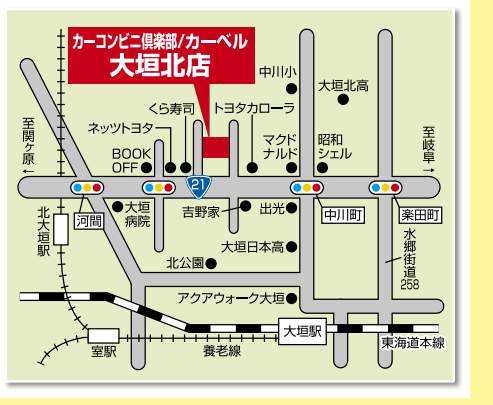 カーコンビニ倶楽部/カーベル
大垣北店
中川小
大垣北高
くら寿司
トヨタカローラ
ネッツトヨタ
BOOK
OFF
マクド
ナルド
昭和
シェル
至関ヶ原
←
至岐阜
→
21
河間
中川町
楽田町
北大垣駅
大垣
病院
吉野家
出光
大垣日本高
北公園
水郷街道
258
アクアウォーク大垣
大垣駅
室駅
養老線
東海道本線